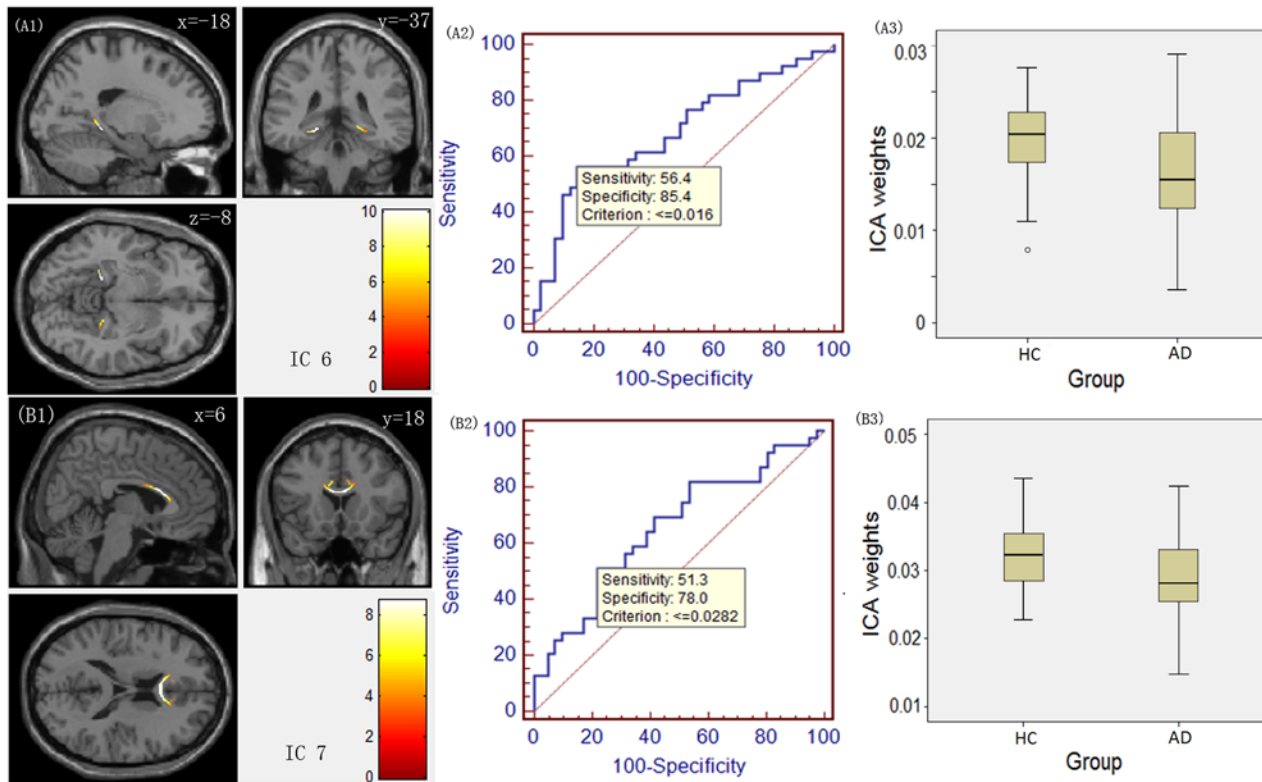 (A1)
x=-18
y=-37
z=-8
10
8
6
4
2
0
IC 6
(A2)
100
80
60
40
20
0
Sensitivity
Sensitivity: 56.4
Specificity: 85.4
Criterion : <=0.016
0 20 40 60 80 100
100-Specificity
(A3)
0.03
0.02
0.01
0
ICA weights
HC AD
Group
(B1)
x=6
y=18
8
6
4
2
0
IC 7
(B2)
100
80
60
40
20
0
Sensitivity
Sensitivity: 51.3
Specificity: 78.0
Criterion : <=0.0282
0 20 40 60 80 100
100-Specificity
(B3)
0.05
0.04
0.03
0.02
0.01
ICA weights
HC AD
Group